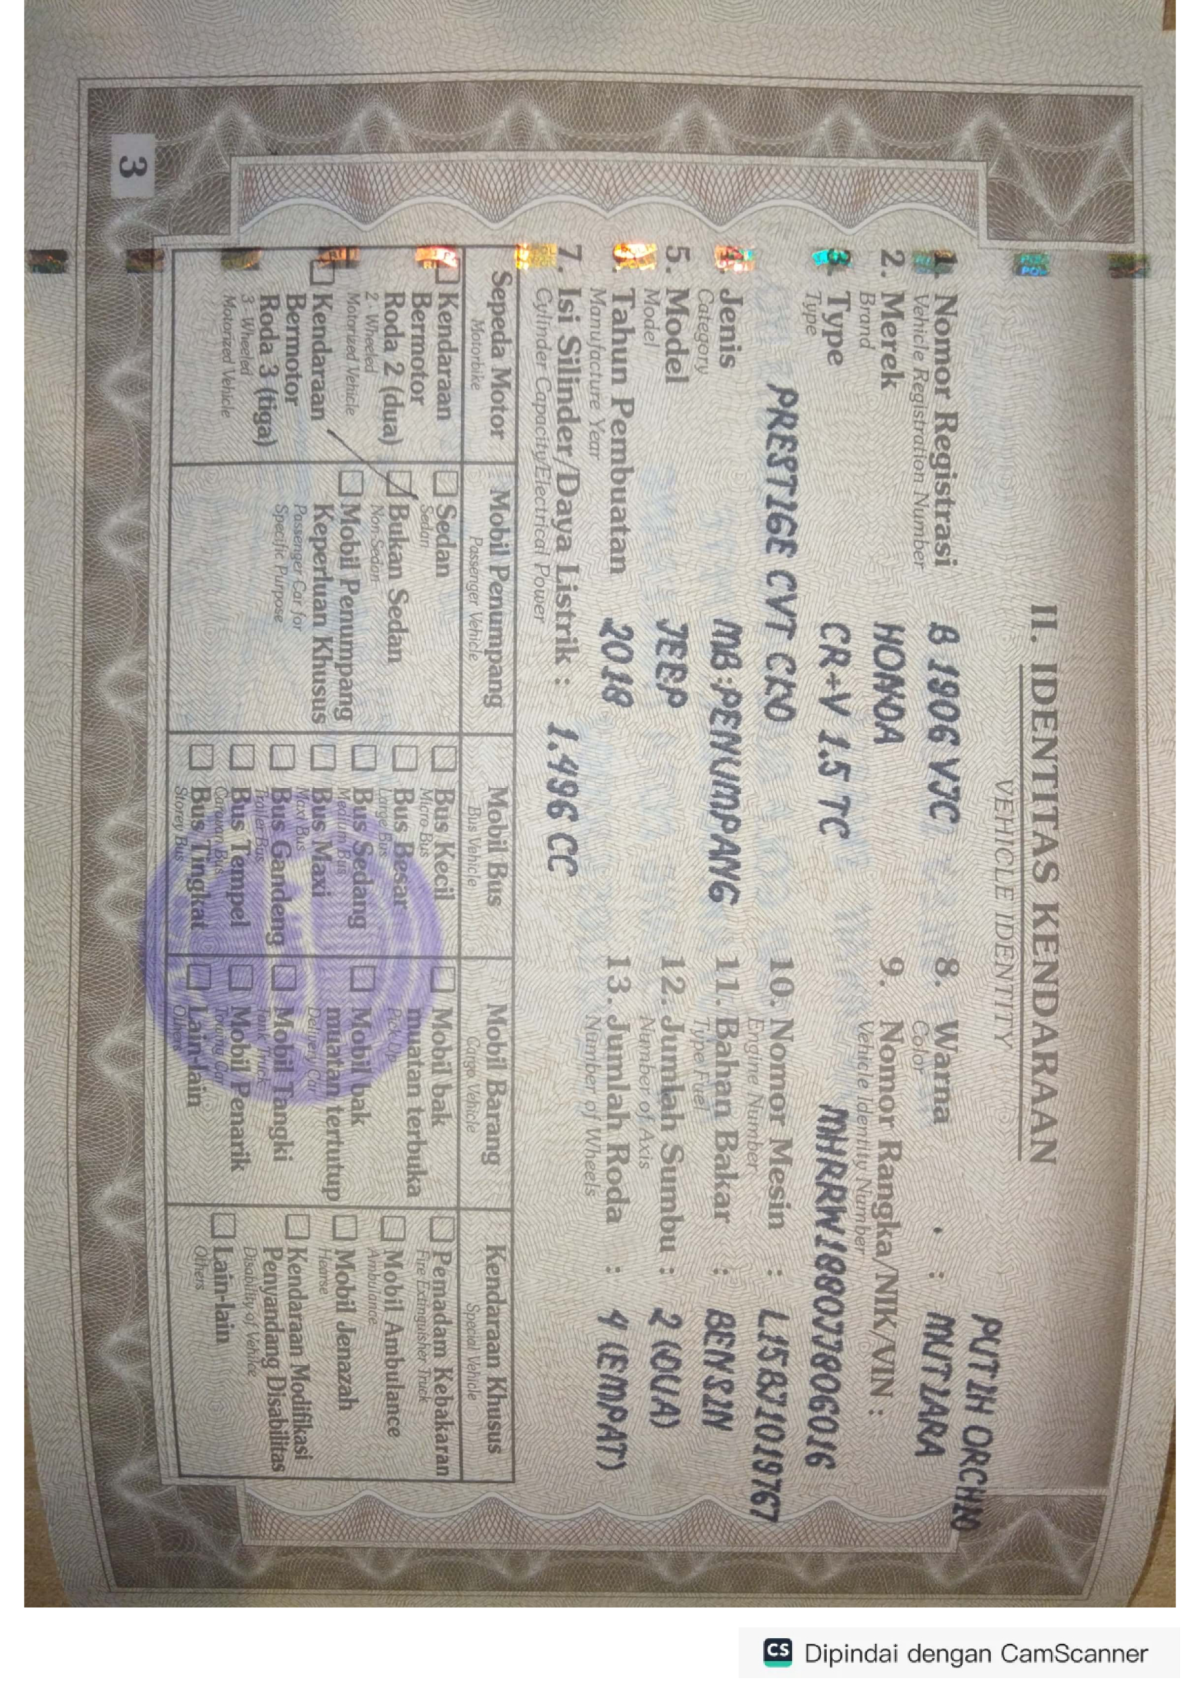 II. IDENTITAS KENDARAAN
VEHICLE IDENTITY
1. Nomor Registrasi B 1906 VJC
Vehicle Registration Number
2. Merek HONDA
Brand
3. Type CR-V 1.5 TC
Type
PRESTIGE CVT CKD
4. Jenis MB.PENUMPANG
Category
5. Model JEEP
Model
6. Tahun Pembuatan 2018
Manufacture Year
7. Isi Silinder/Daya Listrik : 1.496 CC
Cylinder Capacity/Electrical Power
8. Warna : PUTIH ORCHID
MUTIARA
Color
9. Nomor Rangka/NIK/VIN :
Vehicle Identity Number
MHRRW1880JJ806016
10. Nomor Mesin : L15BJ1019767
Engine Number
11. Bahan Bakar : BENSIN
Type Fuel
12. Jumlah Sumbu : 2 (DUA)
Number of Axis
13. Jumlah Roda : 4 (EMPAT)
Number of Wheels
Sepeda Motor
Motorbike
Kendaraan
Bermotor
Roda 2 (dua)
2. Wheeled
Motorized Vehicle
Kendaraan
Bermotor
Roda 3 (tiga)
3. Wheeled
Motorized Vehicle
Mobil Penumpang
Passenger Vehicle
Sedan
Sedan
Bukan Sedan
Non Sedan
Mobil Penumpang
Keperluan Khusus
Passenger Car for
Specific Purpose
Mobil Bus
Bus Vehicle
Bus Kecil
Micro Bus
Bus Besar
Large Bus
Bus Sedang
Medium Bus
Bus Maxi
Maxi Bus
Bus Gandeng
Trailer Bus
Bus Tempel
Caravan Bus
Bus Tingkat
Storey Bus
Mobil Barang
Cargo Vehicle
Mobil bak
muatan terbuka
Pick Up
Mobil bak
muatan tertutup
Delivery Car
Mobil Tangki
Tank Truck
Mobil Penarik
Towing Car
Lain-lain
Others
Kendaraan Khusus
Special Vehicle
Pemadam Kebakaran
Fire Extinguisher Truck
Mobil Ambulance
Ambulance
Mobil Jenazah
Hearse
Kendaraan Modifikasi
Penyandang Disabilitas
Disability of Vehilce
Lain-lain
Others
3
CS Dipindai dengan CamScanner